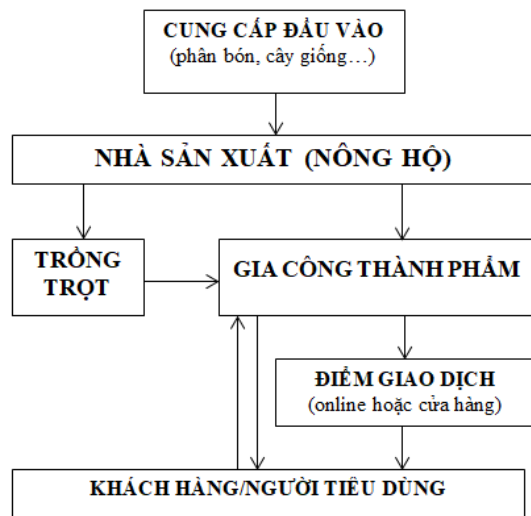 CUNG CẤP ĐẦU VÀO
(phân bón, cây giống…)
NHÀ SẢN XUẤT (NÔNG HỘ)
TRỒNG
TRỌT
GIA CÔNG THÀNH PHẨM
ĐIỂM GIAO DỊCH
(online hoặc cửa hàng)
KHÁCH HÀNG/NGƯỜI TIÊU DÙNG